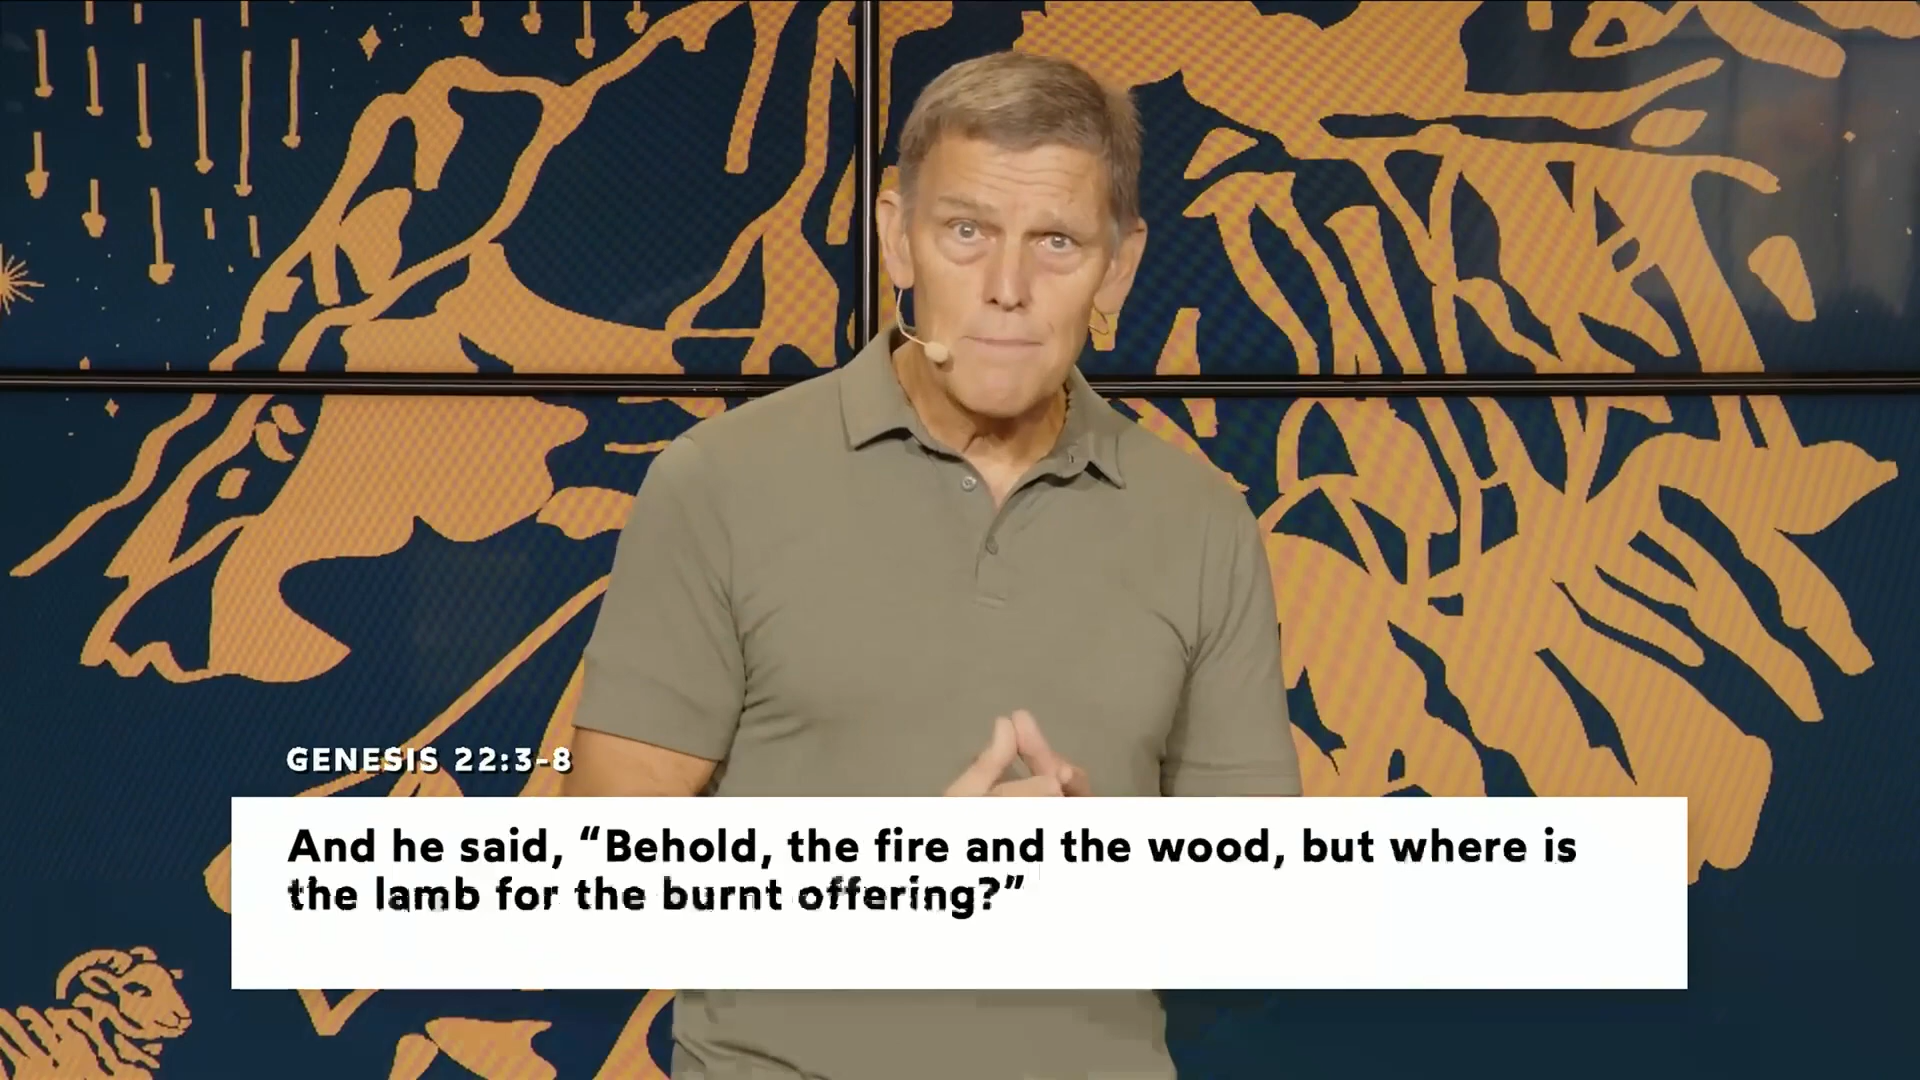 GENESIS 22:3-8
And he said, “Behold, the fire and the wood, but where is
the lamb for the burnt offering?”